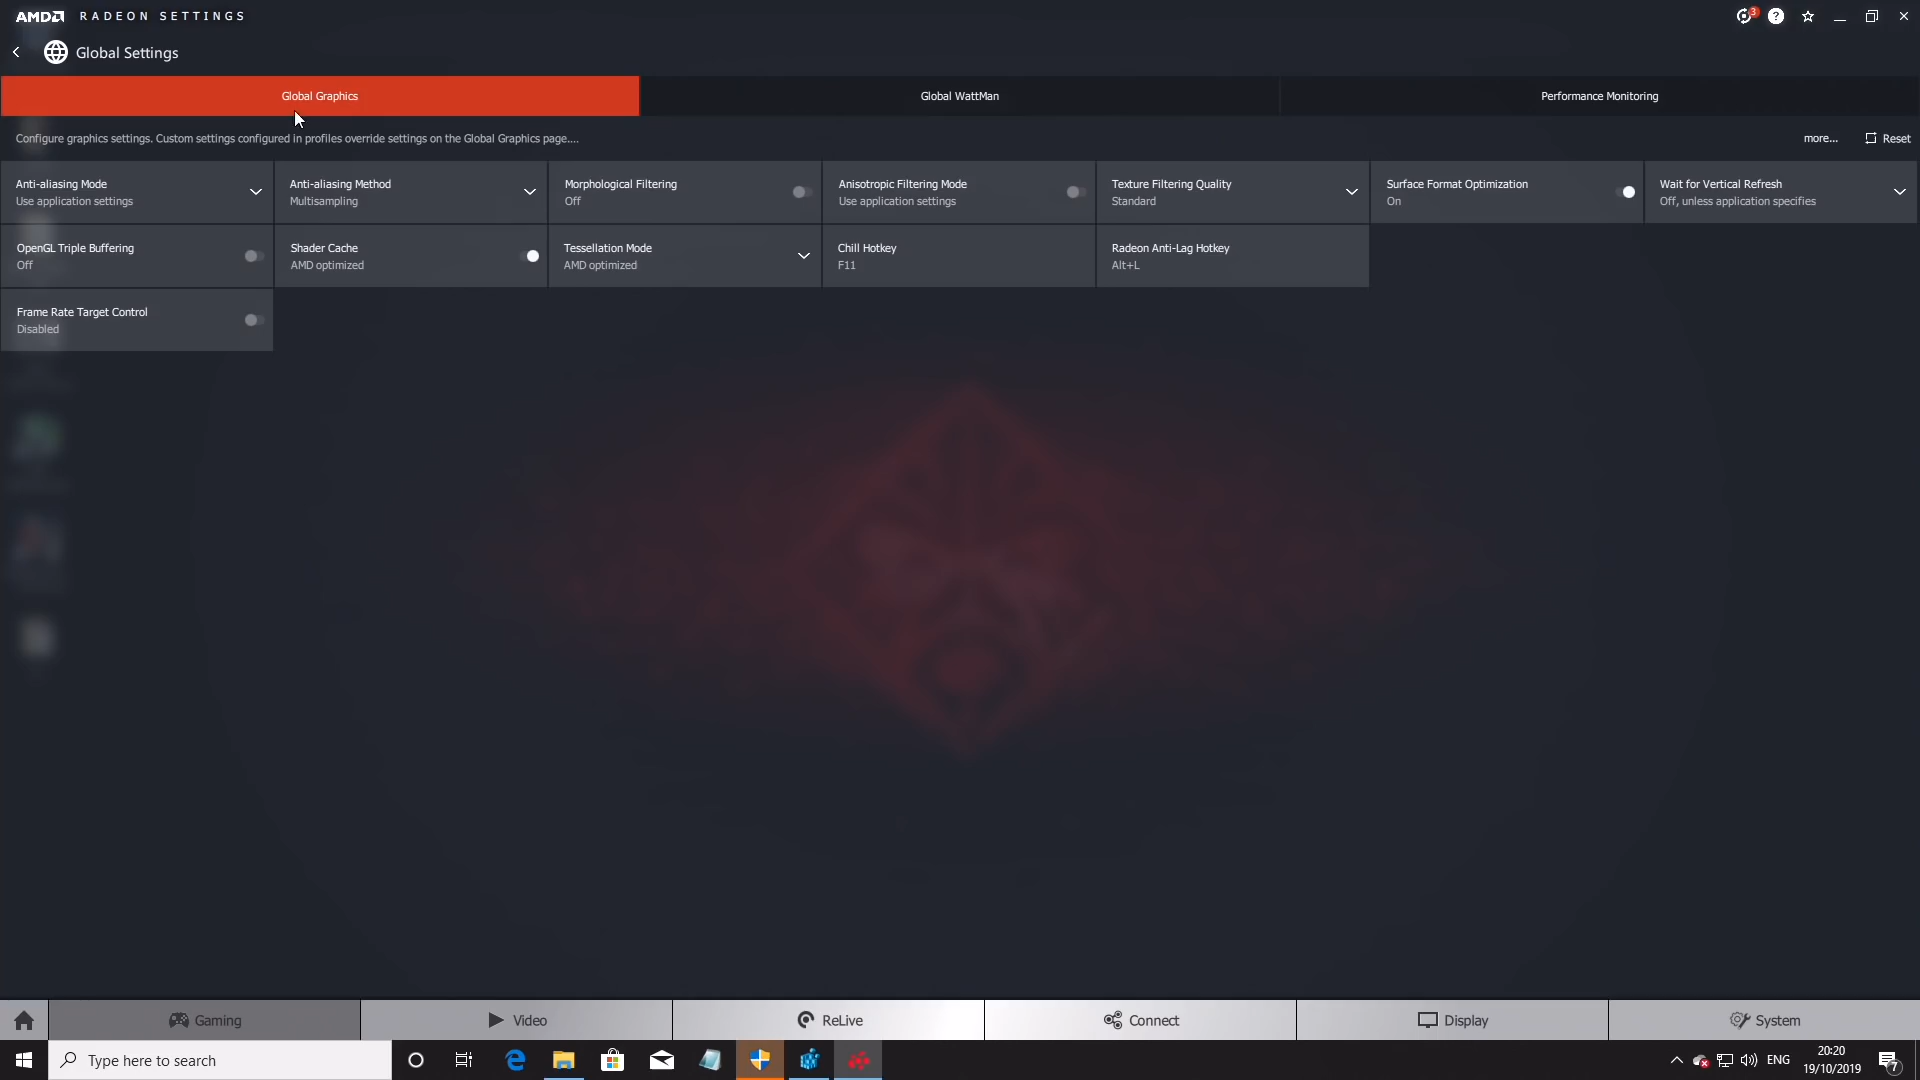 AMD RADEON SETTINGS
3
?
Global Settings
Global Graphics
Global WattMan
Performance Monitoring
Configure graphics settings. Custom settings configured in profiles override settings on the Global Graphics page....
more...
Reset
Anti-aliasing Mode
Use application settings
Anti-aliasing Method
Multisampling
Morphological Filtering
Off
Anisotropic Filtering Mode
Use application settings
Texture Filtering Quality
Standard
Surface Format Optimization
On
Wait for Vertical Refresh
Off, unless application specifies
OpenGL Triple Buffering
Off
Shader Cache
AMD optimized
Tessellation Mode
AMD optimized
Chill Hotkey
F11
Radeon Anti-Lag Hotkey
Alt+L
Frame Rate Target Control
Disabled
Gaming
Video
ReLive
Connect
Display
System
Type here to search
ENG
20:20
19/10/2019
7